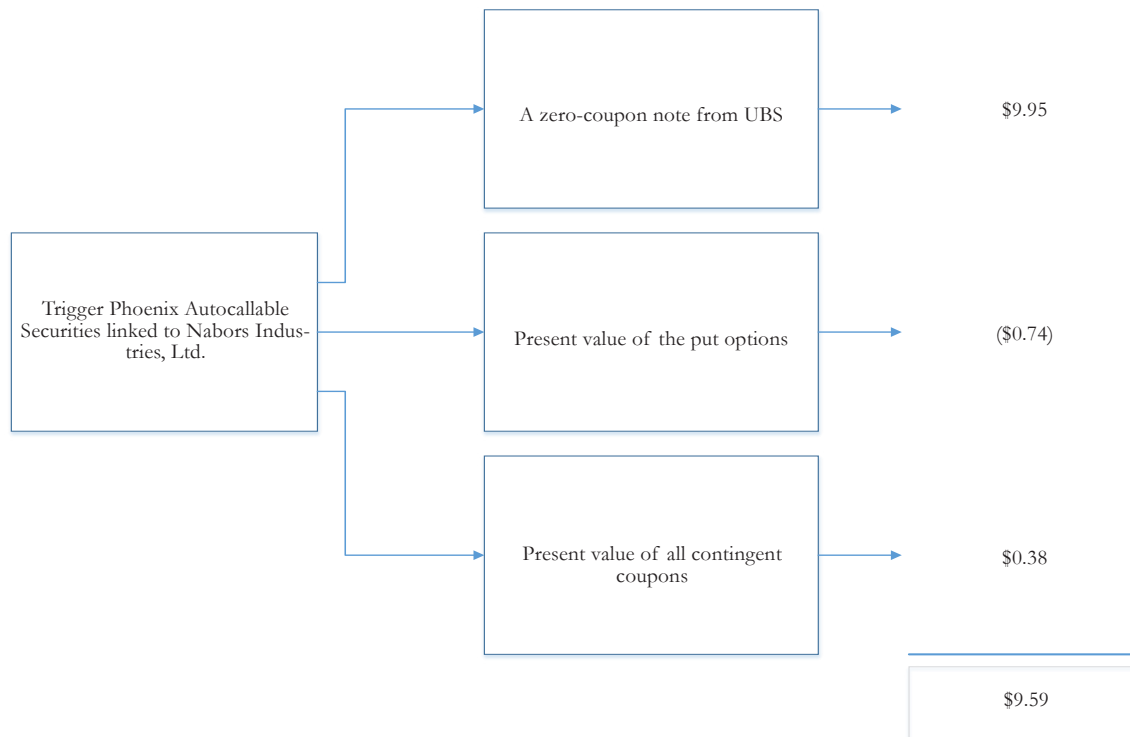 A zero-coupon note from UBS
$9.95
Trigger Phoenix Autocallable
Securities linked to Nabors Indus-
tries, Ltd.
Present value of the put options
($0.74)
Present value of all contingent
coupons
$0.38
$9.59